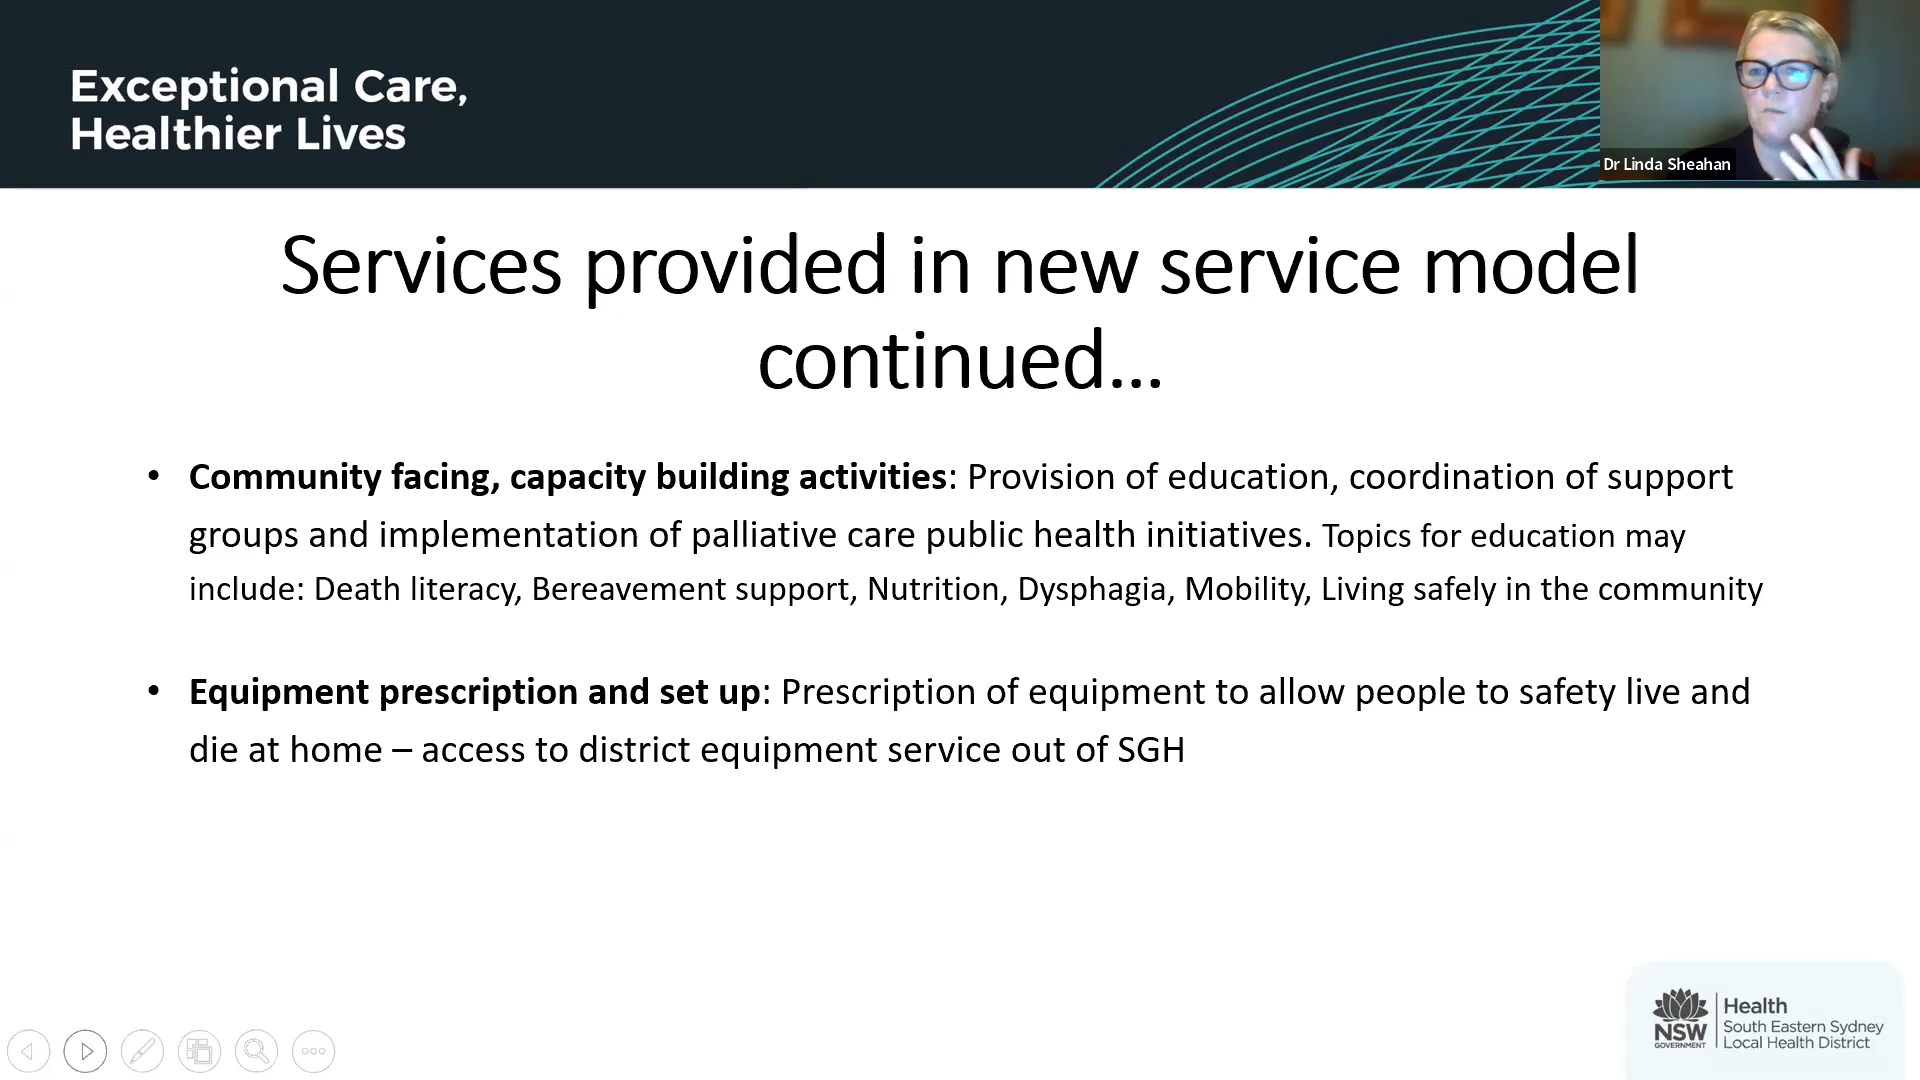 Exceptional Care,
Healthier Lives
Dr Linda Sheahan
Services provided in new service model
continued...
• Community facing, capacity building activities: Provision of education, coordination of support
groups and implementation of palliative care public health initiatives. Topics for education may
include: Death literacy, Bereavement support, Nutrition, Dysphagia, Mobility, Living safely in the community
• Equipment prescription and set up: Prescription of equipment to allow people to safety live and
die at home – access to district equipment service out of SGH
NSW
GOVERNMENT
Health
South Eastern Sydney
Local Health District